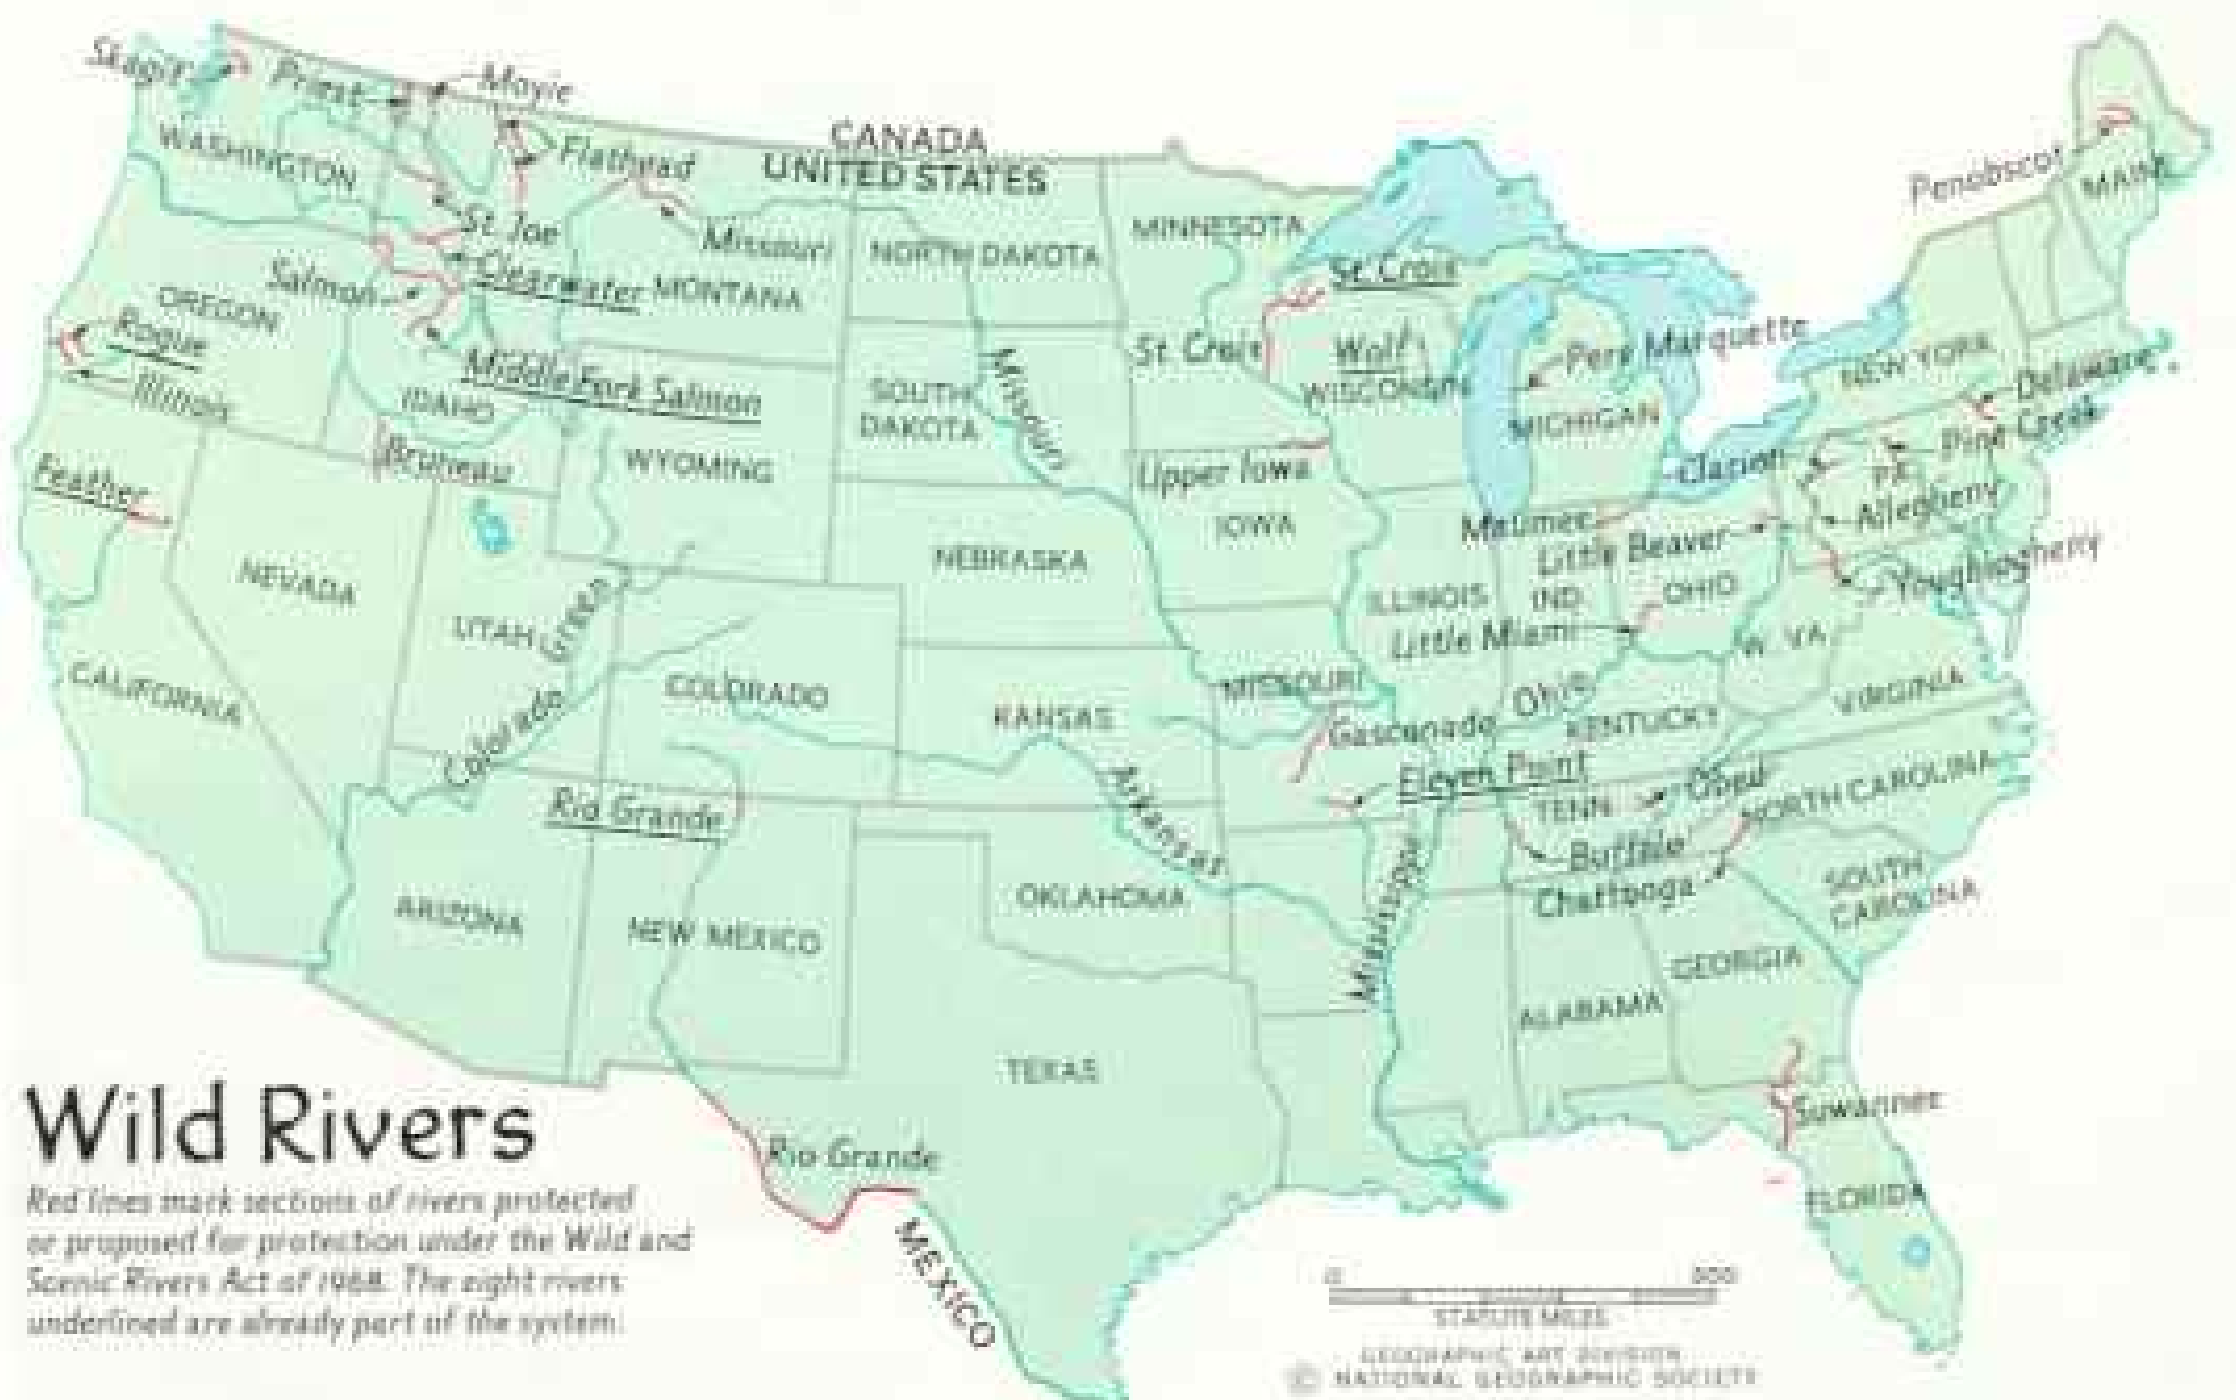 Skagit
Priest
Moyie
Flathead
CANADA
UNITED STATES
WASHINGTON
St. Joe
Missouri
Penobscot
MAINE
MINNESOTA
NORTH DAKOTA
Salmon
Clearwater
MONTANA
St. Croix
OREGON
Rogue
St. Croix
Wolf
Pere Marquette
NEW YORK
Delaware
Middle Fork Salmon
Illinois
IDAHO
SOUTH
DAKOTA
Missouri
WISCONSIN
MICHIGAN
Pine Creek
Bruneau
WYOMING
Upper Iowa
Clarion
PA.
Feather
IOWA
Maumee
Allegheny
Little Beaver
NEVADA
NEBRASKA
Youghiogheny
Green
UTAH
ILLINOIS
IND.
OHIO
Little Miami
W. VA.
CALIFORNIA
Colorado
COLORADO
KANSAS
MISSOURI
Ohio
VIRGINIA
Gasconade
KENTUCKY
Eleven Point
Obed
Rio Grande
Arkansas
TENN.
NORTH CAROLINA
Buffalo
Chattooga
SOUTH
CAROLINA
ARIZONA
NEW MEXICO
OKLAHOMA
Mississippi
GEORGIA
ALABAMA
TEXAS
Suwannee
Rio Grande
FLORIDA
MEXICO
Wild Rivers
Red lines mark sections of rivers protected
or proposed for protection under the Wild and
Scenic Rivers Act of 1968. The eight rivers
underlined are already part of the system.
0
STATUTE MILES
GEOGRAPHIC ART DIVISION
© NATIONAL GEOGRAPHIC SOCIETY